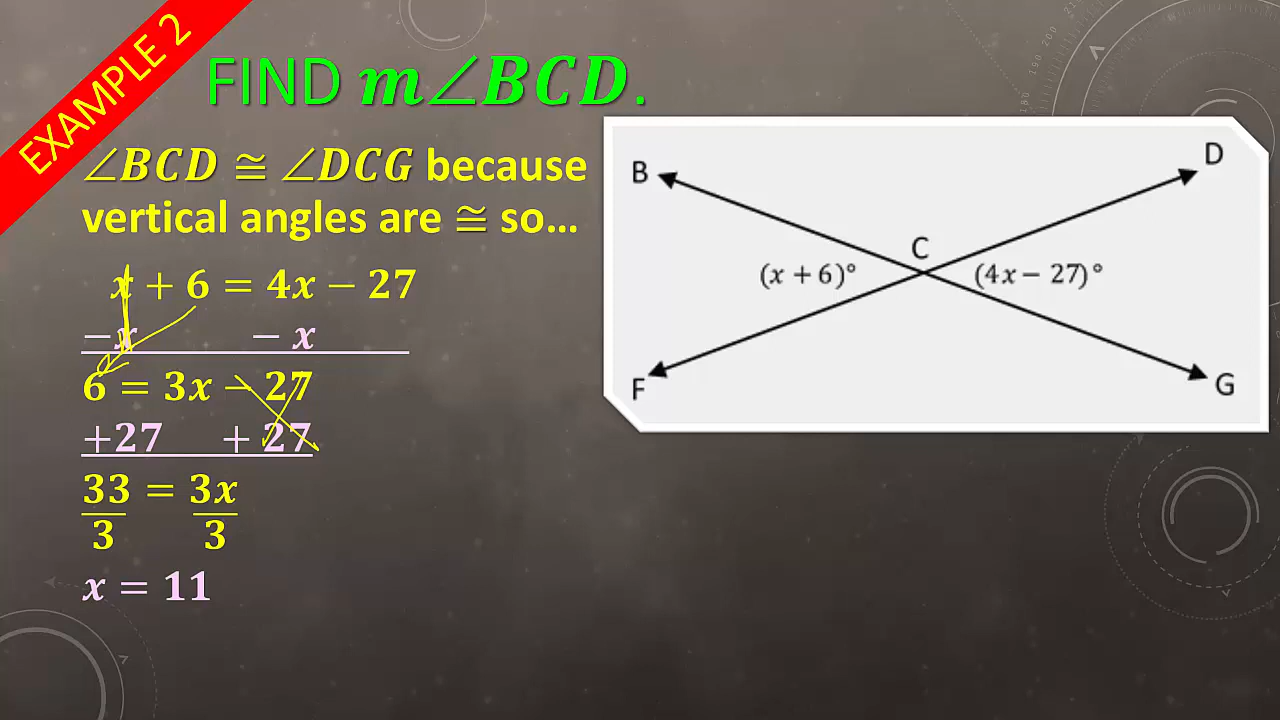 EXAMPLE 2
FIND m∠BCD.
∠BCD ≅ ∠DCG because
vertical angles are ≅ so…
x + 6 = 4x − 27
−x − x
6 = 3x − 27
+27 + 27
33 = 3x
3 3
x = 11
B
D
C
(x + 6)°
(4x − 27)°
F
G